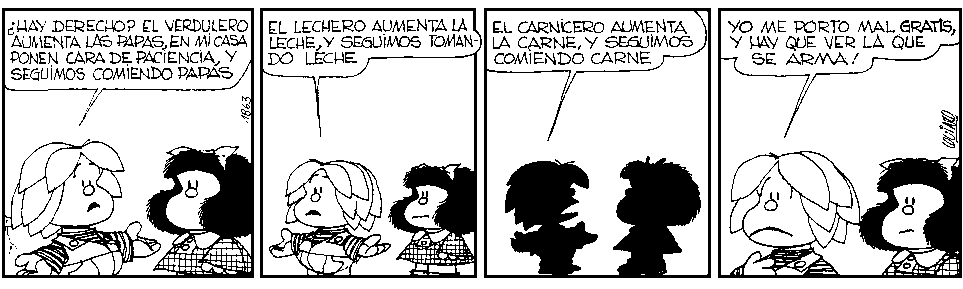 ¿HAY DERECHO? EL VERDULERO
AUMENTA LAS PAPAS, EN MI CASA
PONEN CARA DE PACIENCIA, Y
SEGUIMOS COMIENDO PAPAS
1863
EL LECHERO AUMENTA LA
LECHE, Y SEGUIMOS TOMAN-
DO LECHE
EL CARNICERO AUMENTA
LA CARNE, Y SEGUIMOS
COMIENDO CARNE
YO ME PORTO MAL GRATIS,
Y HAY QUE VER LA QUE
SE ARMA!
QUINO